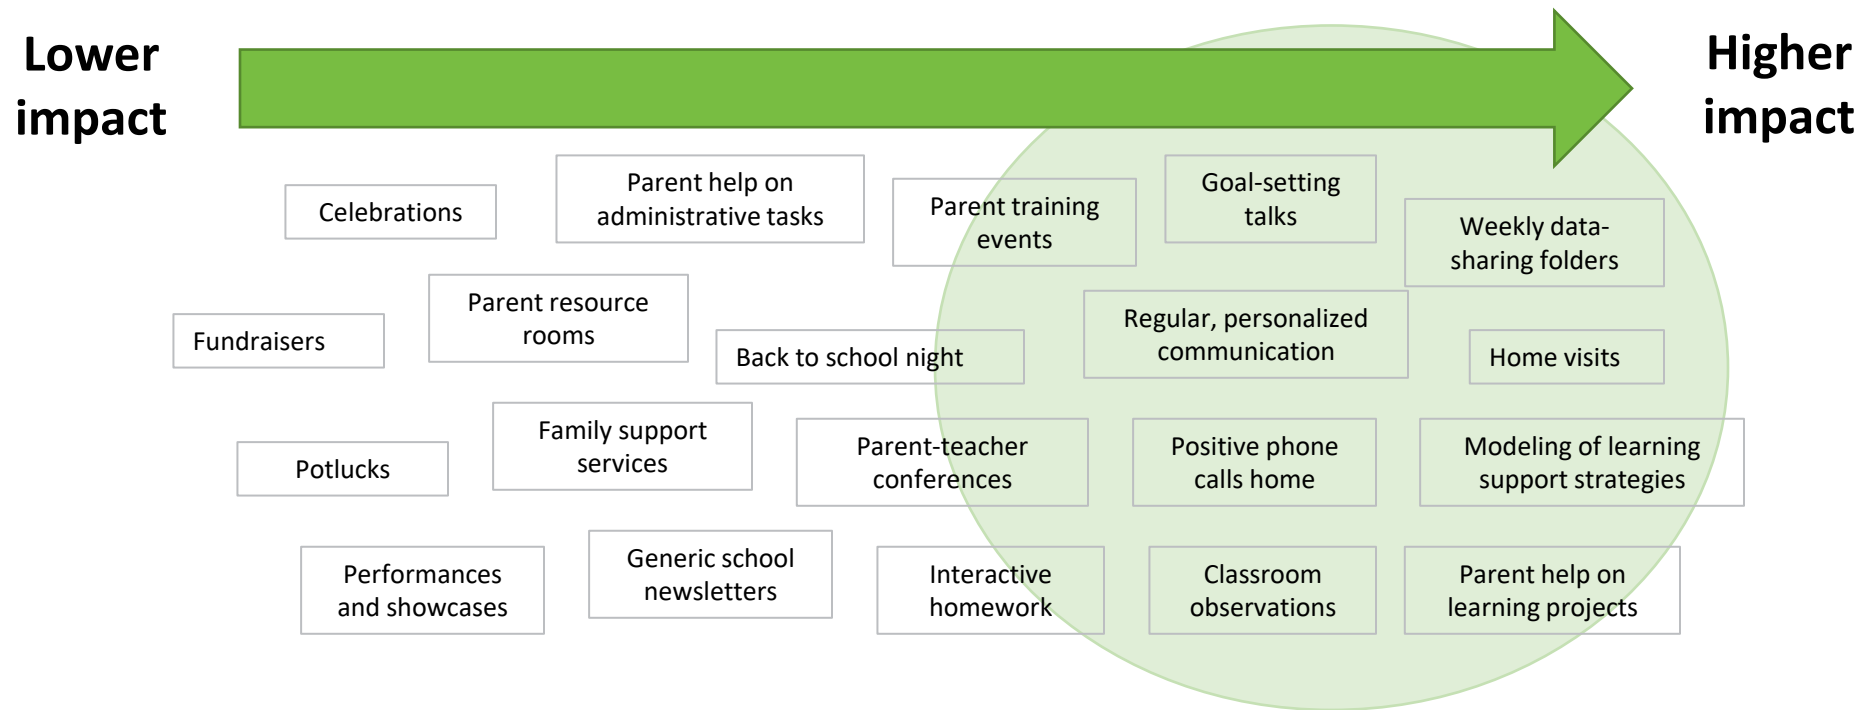 Lower
impact
Higher
impact
Celebrations
Parent help on
administrative tasks
Parent training
events
Goal-setting
talks
Weekly data-
sharing folders
Fundraisers
Parent resource
rooms
Back to school night
Regular, personalized
communication
Home visits
Potlucks
Family support
services
Parent-teacher
conferences
Positive phone
calls home
Modeling of learning
support strategies
Performances
and showcases
Generic school
newsletters
Interactive
homework
Classroom
observations
Parent help on
learning projects